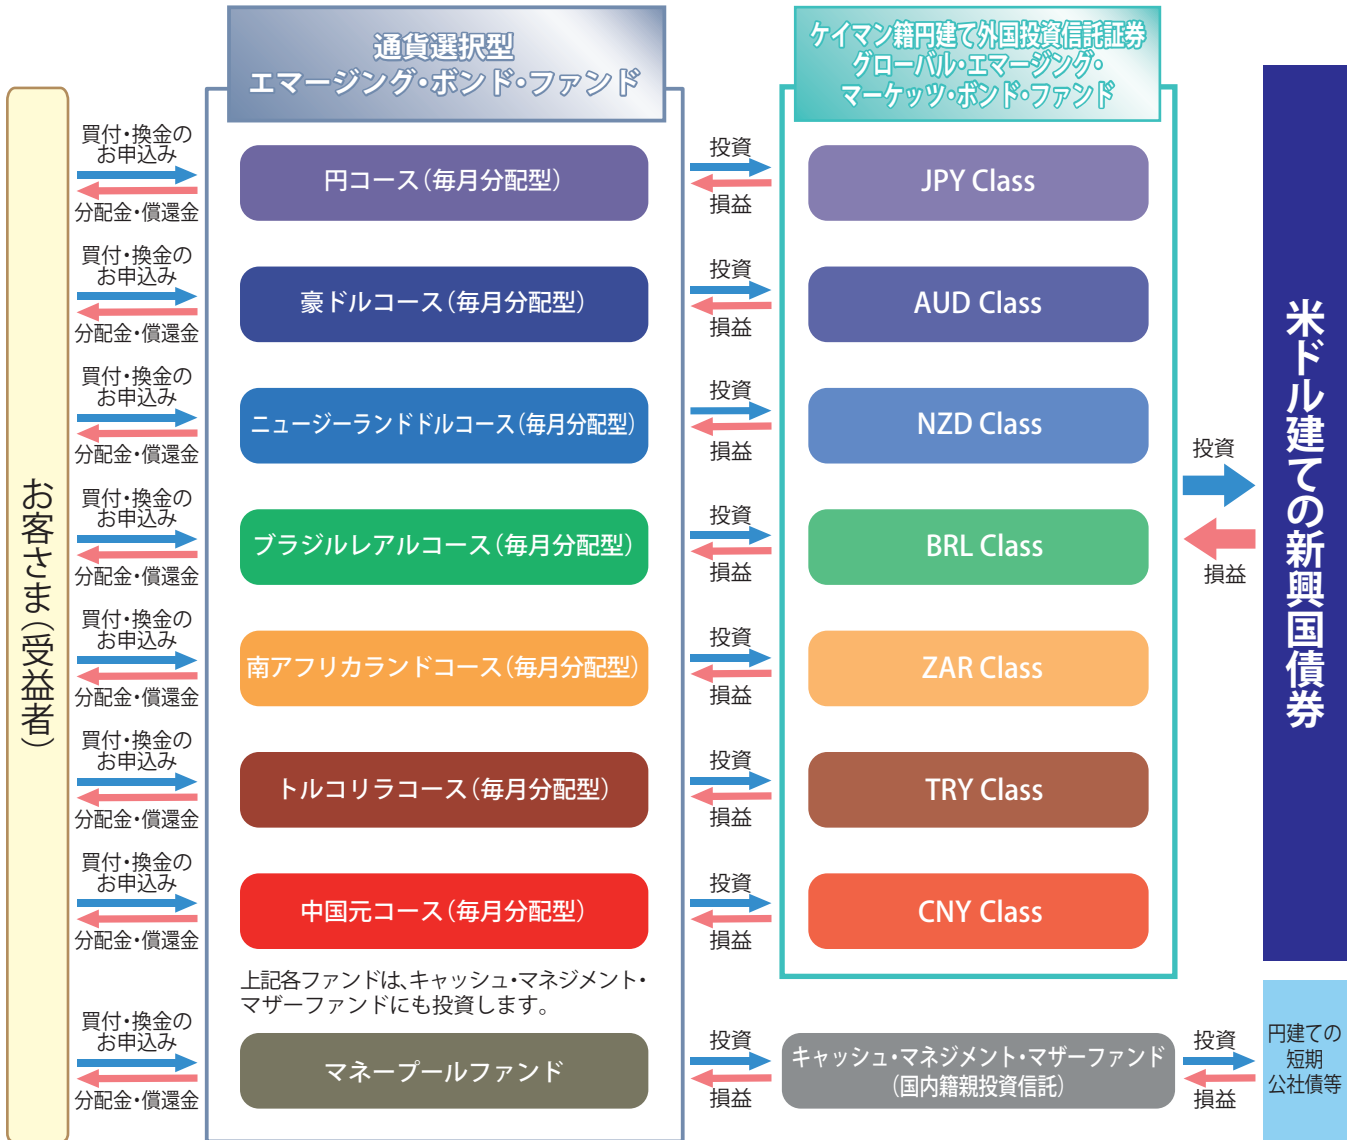 通貨選択型
エマージング・ボンド・ファンド
ケイマン籍円建て外国投資信託証券
グローバル・エマージング・
マーケッツ・ボンド・ファンド
お客さま（受益者）
買付・換金の
お申込み
分配金・償還金
円コース（毎月分配型）
投資
損益
JPY Class
買付・換金の
お申込み
分配金・償還金
豪ドルコース（毎月分配型）
投資
損益
AUD Class
買付・換金の
お申込み
分配金・償還金
ニュージーランドドルコース（毎月分配型）
投資
損益
NZD Class
買付・換金の
お申込み
分配金・償還金
ブラジルレアルコース（毎月分配型）
投資
損益
BRL Class
買付・換金の
お申込み
分配金・償還金
南アフリカランドコース（毎月分配型）
投資
損益
ZAR Class
買付・換金の
お申込み
分配金・償還金
トルコリラコース（毎月分配型）
投資
損益
TRY Class
買付・換金の
お申込み
分配金・償還金
中国元コース（毎月分配型）
投資
損益
CNY Class
投資
損益
米ドル建ての新興国債券
上記各ファンドは、キャッシュ・マネジメント・
マザーファンドにも投資します。
買付・換金の
お申込み
分配金・償還金
マネープールファンド
投資
損益
キャッシュ・マネジメント・マザーファンド
（国内籍親投資信託）
投資
損益
円建ての
短期
公社債等